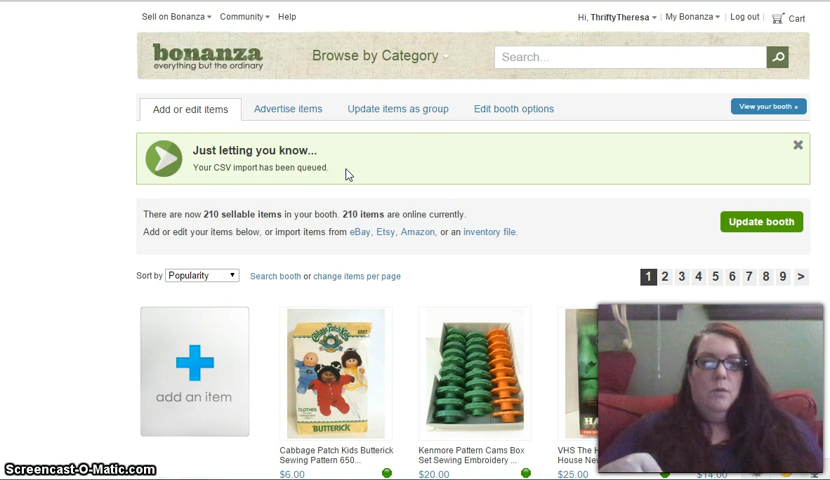 Sell on Bonanza Community Help Hi, ThriftyTheresa My Bonanza Log out Cart
bonanza
everything but the ordinary
Browse by Category
Search...
Add or edit items Advertise items Update items as group Edit booth options View your booth »
Just letting you know...
Your CSV import has been queued.
There are now 210 sellable items in your booth. 210 items are online currently.
Add or edit your items below, or import items from eBay, Etsy, Amazon, or an inventory file.
Update booth
Sort by Popularity Search booth or change items per page 1 2 3 4 5 6 7 8 9 >
add an item
Cabbage Patch Kids
CLOTHES
BUTTERICK
Cabbage Patch Kids Butterick
Sewing Pattern 650...
$6.00
Kenmore Pattern Cams Box
Set Sewing Embroidery ...
$20.00
VHS The H
House New
$25.00
$14.00
Screencast-O-Matic.com